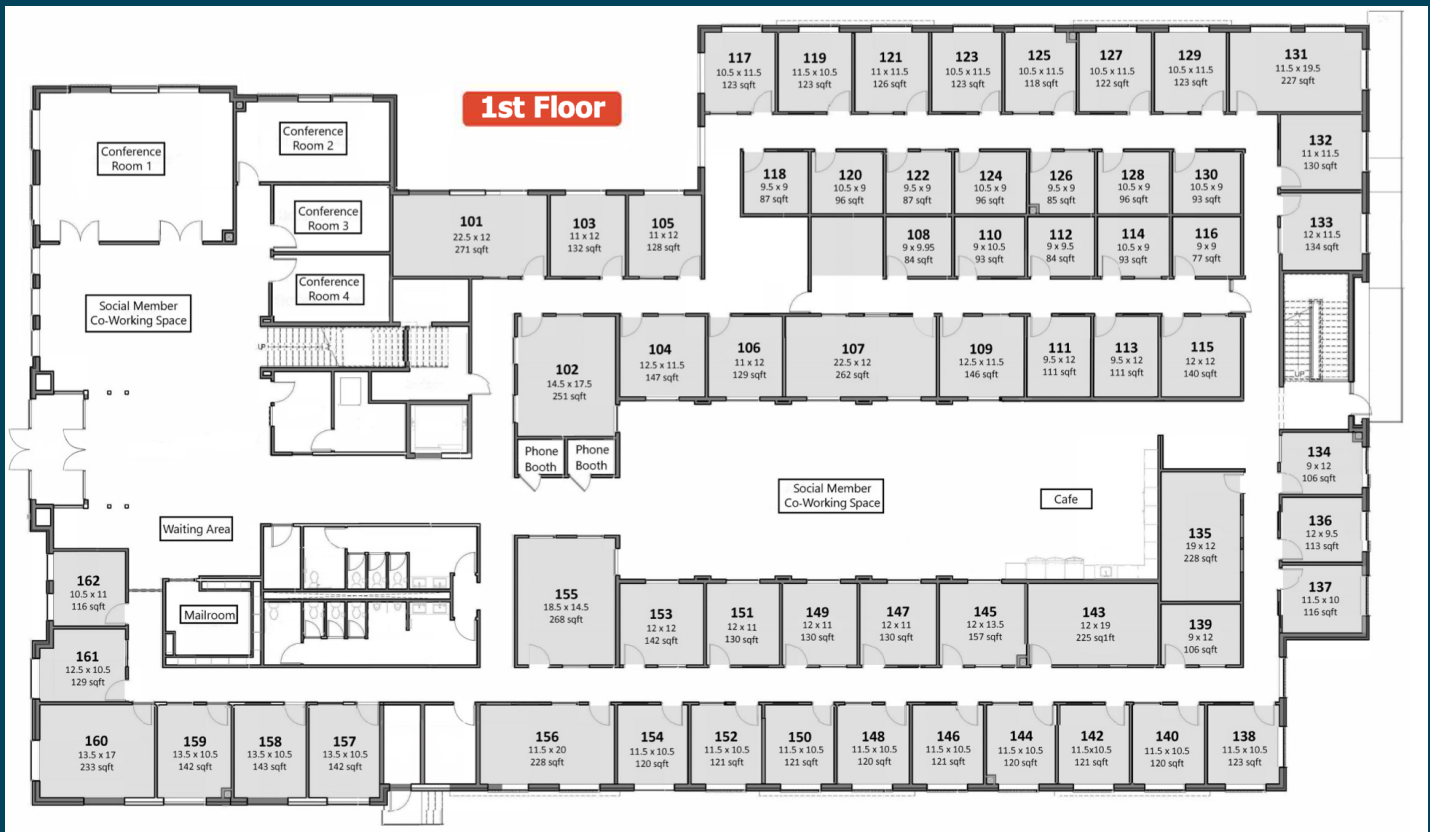 1st Floor
117
10.5 x 11.5
123 sqft
119
11.5 x 10.5
123 sqft
121
11 x 11.5
126 sqft
123
10.5 x 11.5
123 sqft
125
10.5 x 11.5
118 sqft
127
10.5 x 11.5
122 sqft
129
10.5 x 11.5
123 sqft
131
11.5 x 19.5
227 sqft
Conference
Room 1
Conference
Room 2
Conference
Room 3
Conference
Room 4
118
9.5 x 9
87 sqft
120
10.5 x 9
96 sqft
122
9.5 x 9
87 sqft
124
10.5 x 9
96 sqft
126
9.5 x 9
85 sqft
128
10.5 x 9
96 sqft
130
10.5 x 9
93 sqft
132
11 x 11.5
130 sqft
101
22.5 x 12
271 sqft
103
11 x 12
132 sqft
105
11 x 12
128 sqft
108
9 x 9.95
84 sqft
110
9 x 10.5
93 sqft
112
9 x 9.5
84 sqft
114
10.5 x 9
93 sqft
116
9 x 9
77 sqft
133
12 x 11.5
134 sqft
Social Member
Co-Working Space
UP
102
14.5 x 17.5
251 sqft
104
12.5 x 11.5
147 sqft
106
11 x 12
129 sqft
107
22.5 x 12
262 sqft
109
12.5 x 11.5
146 sqft
111
9.5 x 12
111 sqft
113
9.5 x 12
111 sqft
115
12 x 12
140 sqft
UP
Phone
Booth
Phone
Booth
134
9 x 12
106 sqft
Social Member
Co-Working Space
Cafe
Waiting Area
135
19 x 12
228 sqft
136
12 x 9.5
113 sqft
162
10.5 x 11
116 sqft
Mailroom
155
18.5 x 14.5
268 sqft
153
12 x 12
142 sqft
151
12 x 11
130 sqft
149
12 x 11
130 sqft
147
12 x 11
130 sqft
145
12 x 13.5
157 sqft
143
12 x 19
225 sq1ft
139
9 x 12
106 sqft
137
11.5 x 10
116 sqft
161
12.5 x 10.5
129 sqft
160
13.5 x 17
233 sqft
159
13.5 x 10.5
142 sqft
158
13.5 x 10.5
143 sqft
157
13.5 x 10.5
142 sqft
156
11.5 x 20
228 sqft
154
11.5 x 10.5
120 sqft
152
11.5 x 10.5
121 sqft
150
11.5 x 10.5
121 sqft
148
11.5 x 10.5
120 sqft
146
11.5 x 10.5
121 sqft
144
11.5 x 10.5
120 sqft
142
11.5x10.5
121 sqft
140
11.5 x 10.5
120 sqft
138
11.5 x 10.5
123 sqft